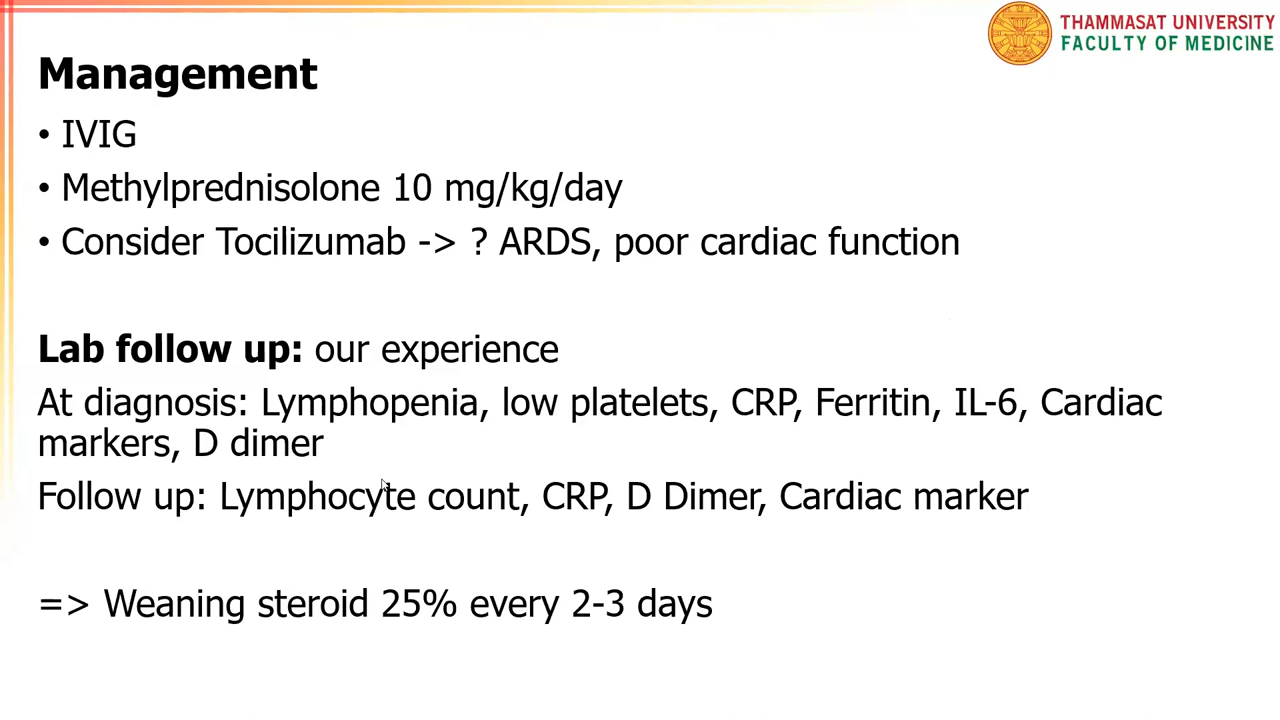 THAMMASAT UNIVERSITY
FACULTY OF MEDICINE
Management
• IVIG
• Methylprednisolone 10 mg/kg/day
• Consider Tocilizumab -> ? ARDS, poor cardiac function
Lab follow up: our experience
At diagnosis: Lymphopenia, low platelets, CRP, Ferritin, IL-6, Cardiac
markers, D dimer
Follow up: Lymphocyte count, CRP, D Dimer, Cardiac marker
=> Weaning steroid 25% every 2-3 days